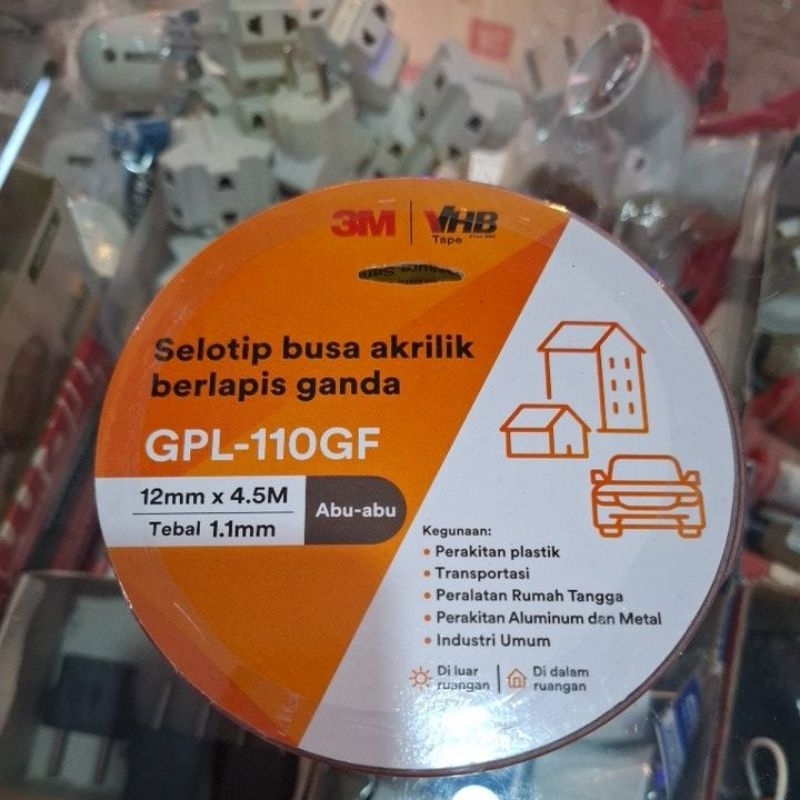 3M | VHB
Tape
Selotip busa akrilik
berlapis ganda
GPL-110GF
12mm x 4.5M
Tebal 1.1mm
Abu-abu
Kegunaan:
• Perakitan plastik
• Transportasi
• Peralatan Rumah Tangga
• Perakitan Aluminum dan Metal
• Industri Umum
Di luar
ruangan
Di dalam
ruangan